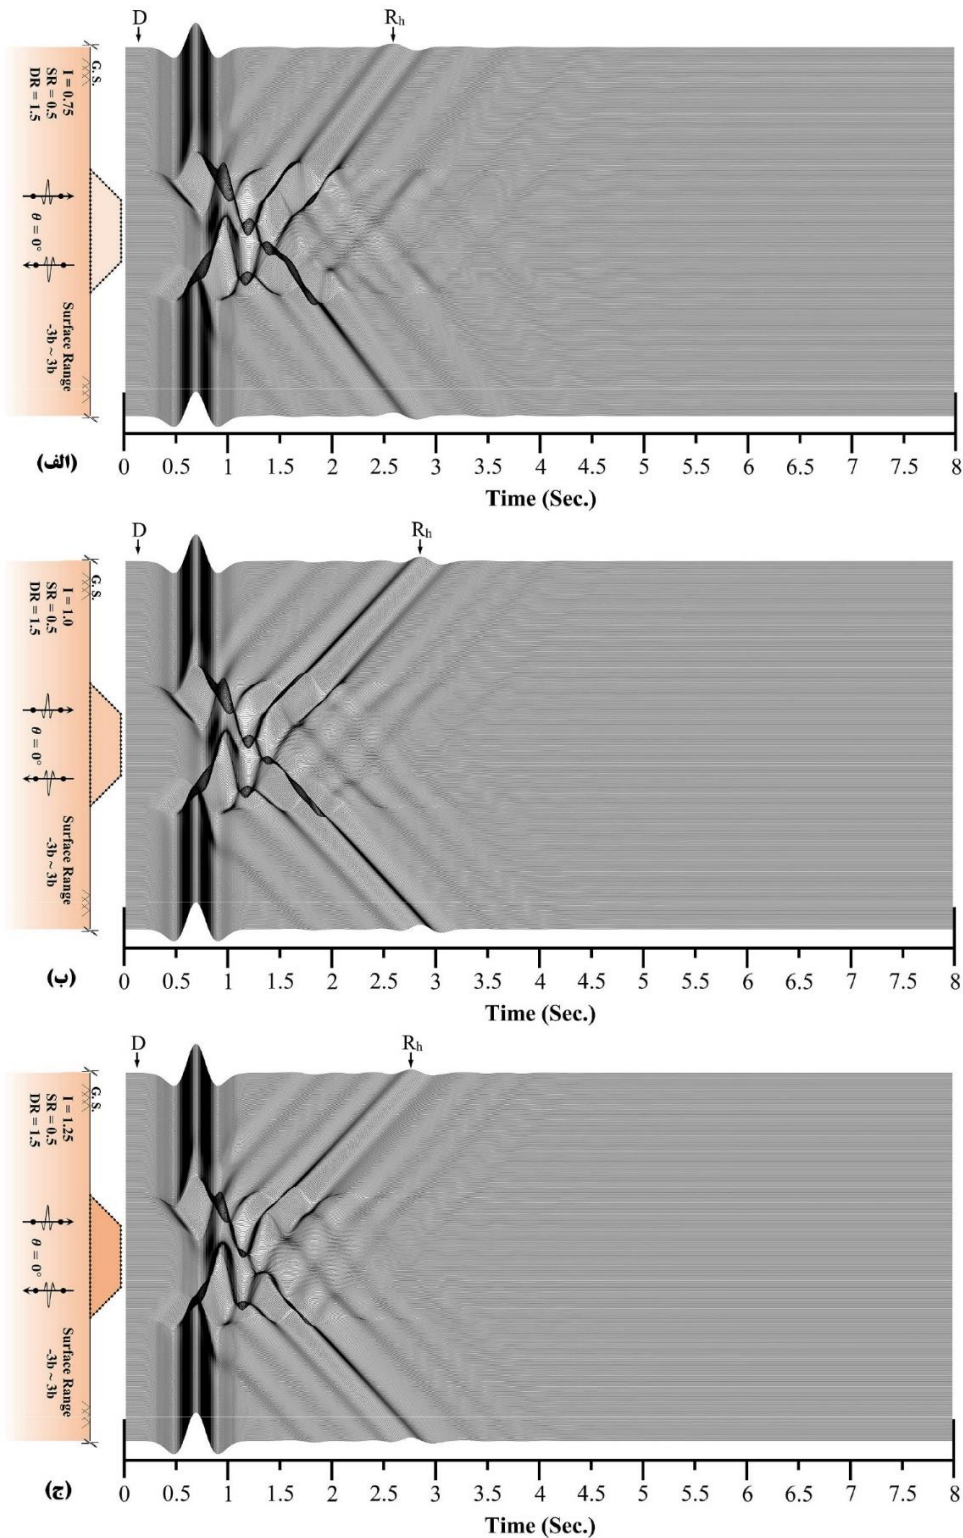 D
Rh
G. S.
I = 0.75
SR = 0.5
DR = 1.5
θ = 0°
Surface Range
-3b ~ 3b
(الف)
0 0.5 1 1.5 2 2.5 3 3.5 4 4.5 5 5.5 6 6.5 7 7.5 8
Time (Sec.)
D
Rh
G. S.
I = 1.0
SR = 0.5
DR = 1.5
θ = 0°
Surface Range
-3b ~ 3b
(ب)
0 0.5 1 1.5 2 2.5 3 3.5 4 4.5 5 5.5 6 6.5 7 7.5 8
Time (Sec.)
D
Rh
G. S.
I = 1.25
SR = 0.5
DR = 1.5
θ = 0°
Surface Range
-3b ~ 3b
(ج)
0 0.5 1 1.5 2 2.5 3 3.5 4 4.5 5 5.5 6 6.5 7 7.5 8
Time (Sec.)